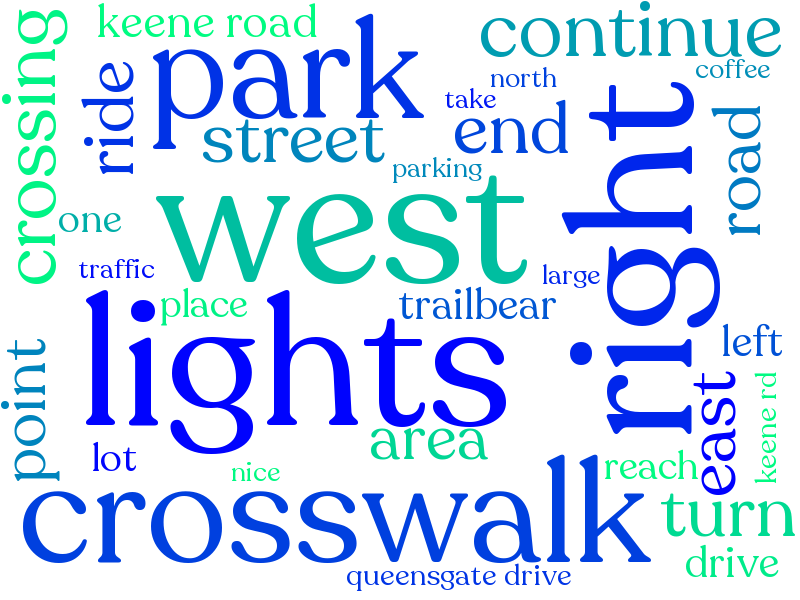 keene road
continue
crossing
ride
park
north
coffee
take
street
end
right
road
parking
one
west
traffic
large
place
trailbear
lights
left
point
area
east
keene rd
lot
nice
reach
crosswalk
turn
drive
queensgate drive